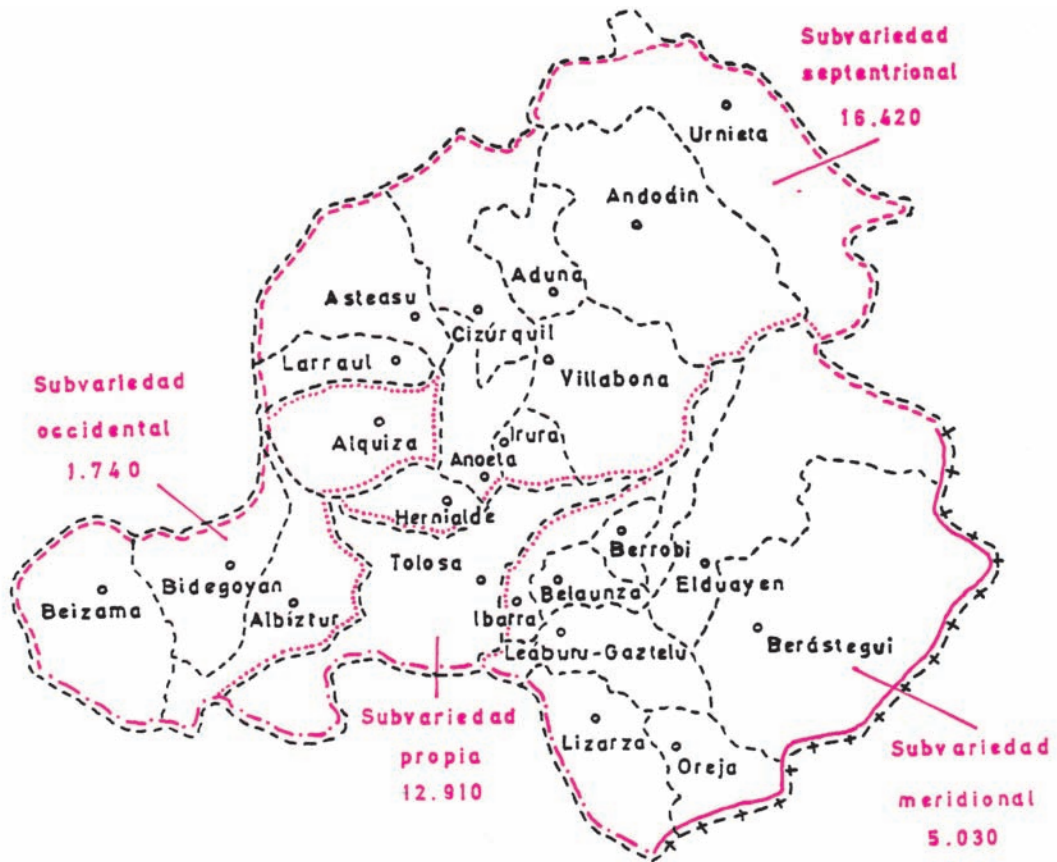 Subvariedad
septentrional
16.420
Urnieta
Andodin
Aduna
Asteasu
Cizúrquil
Larraul
Villabona
Subvariedad
occidental
1.740
Alquiza
Irura
Anoeta
Hernialde
Berrobi
Tolosa
Elduayen
Bidegoyan
Belaunza
Beizama
Albíztur
Ibarra
Leaburu-Gaztelu
Berástegui
Subvariedad
propia
12.910
Lizarza
Oreja
Subvariedad
meridional
5.030